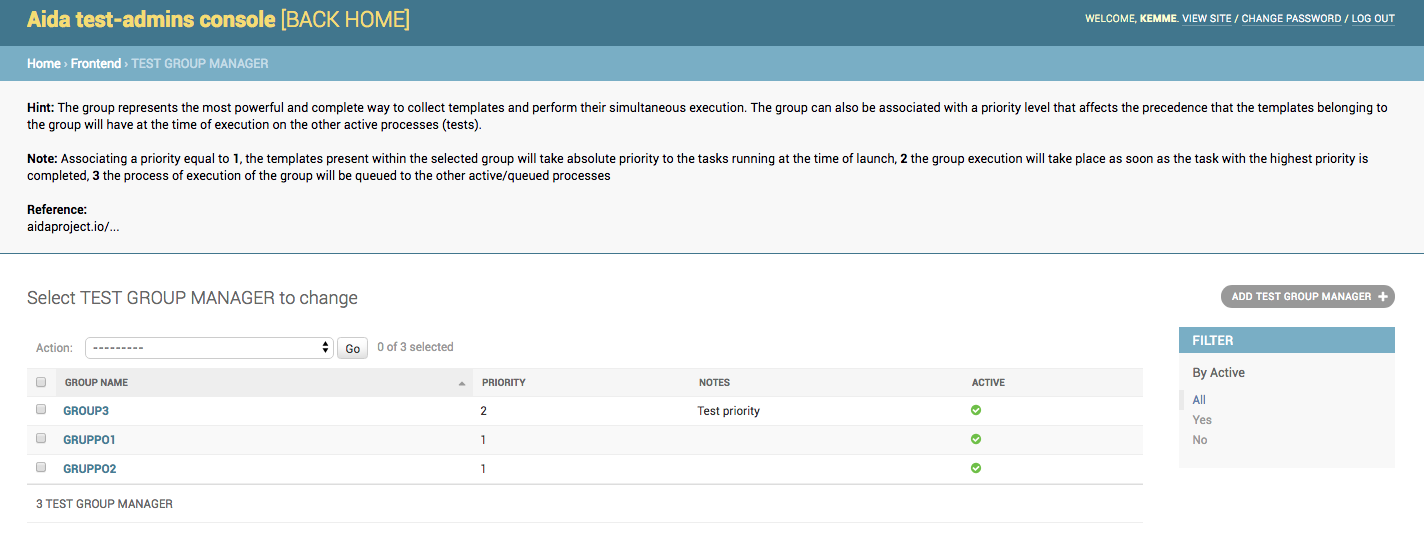 Aida test-admins console [BACK HOME]
WELCOME, KEMME. VIEW SITE / CHANGE PASSWORD / LOG OUT
Home › Frontend › TEST GROUP MANAGER
Hint: The group represents the most powerful and complete way to collect templates and perform their simultaneous execution. The group can also be associated with a priority level that affects the precedence that the templates belonging to
the group will have at the time of execution on the other active processes (tests).
Note: Associating a priority equal to 1, the templates present within the selected group will take absolute priority to the tasks running at the time of launch, 2 the group execution will take place as soon as the task with the highest priority is
completed, 3 the process of execution of the group will be queued to the other active/queued processes
Reference:
aidaproject.io/...
Select TEST GROUP MANAGER to change
ADD TEST GROUP MANAGER +
Action: --------- Go 0 of 3 selected
GROUP NAME PRIORITY NOTES ACTIVE
GROUP3 2 Test priority
GRUPPO1 1
GRUPPO2 1
3 TEST GROUP MANAGER
FILTER
By Active
All
Yes
No